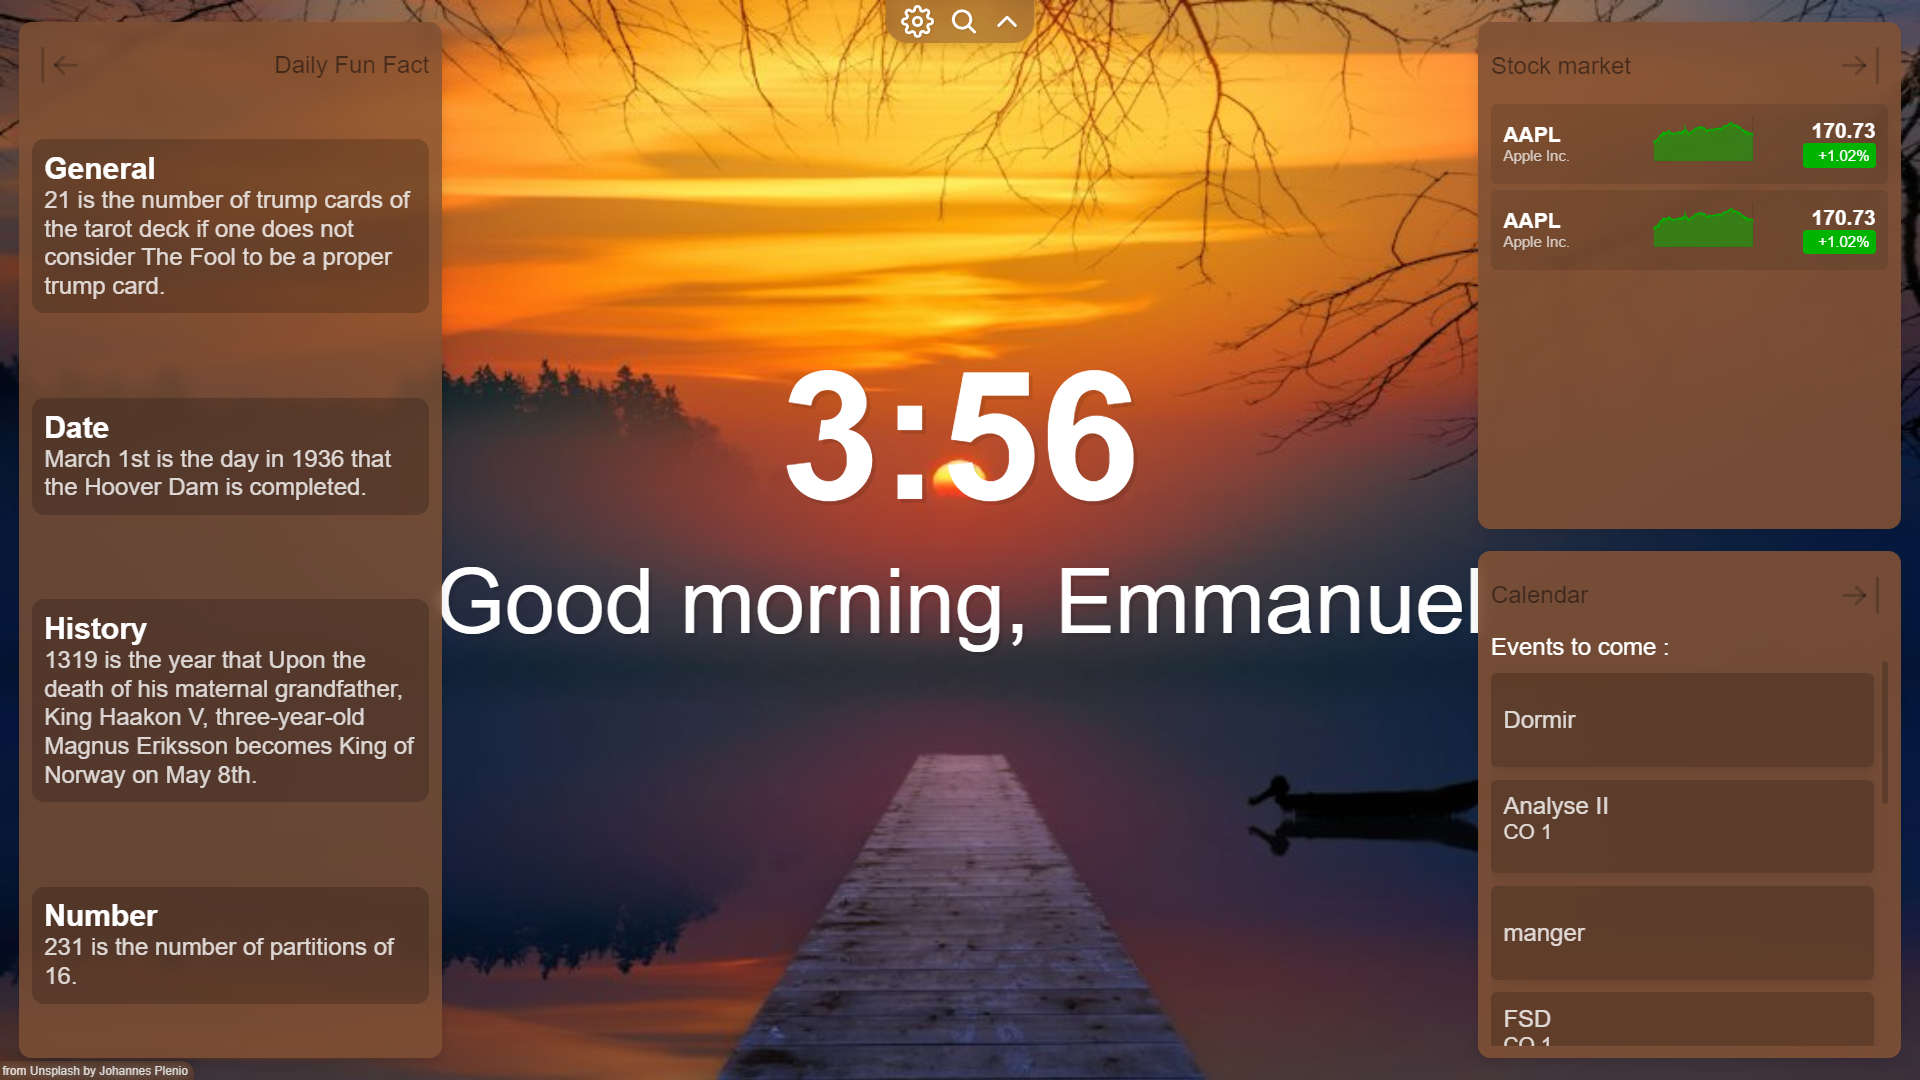 Daily Fun Fact
General
21 is the number of trump cards of
the tarot deck if one does not
consider The Fool to be a proper
trump card.
Date
March 1st is the day in 1936 that
the Hoover Dam is completed.
History
1319 is the year that Upon the
death of his maternal grandfather,
King Haakon V, three-year-old
Magnus Eriksson becomes King of
Norway on May 8th.
Number
231 is the number of partitions of
16.
from Unsplash by Johannes Plenio
3:56
Good morning, Emmanuel
Stock market
AAPL
Apple Inc.
170.73
+1.02%
AAPL
Apple Inc.
170.73
+1.02%
Calendar
Events to come :
Dormir
Analyse II
CO 1
manger
FSD
CO 1